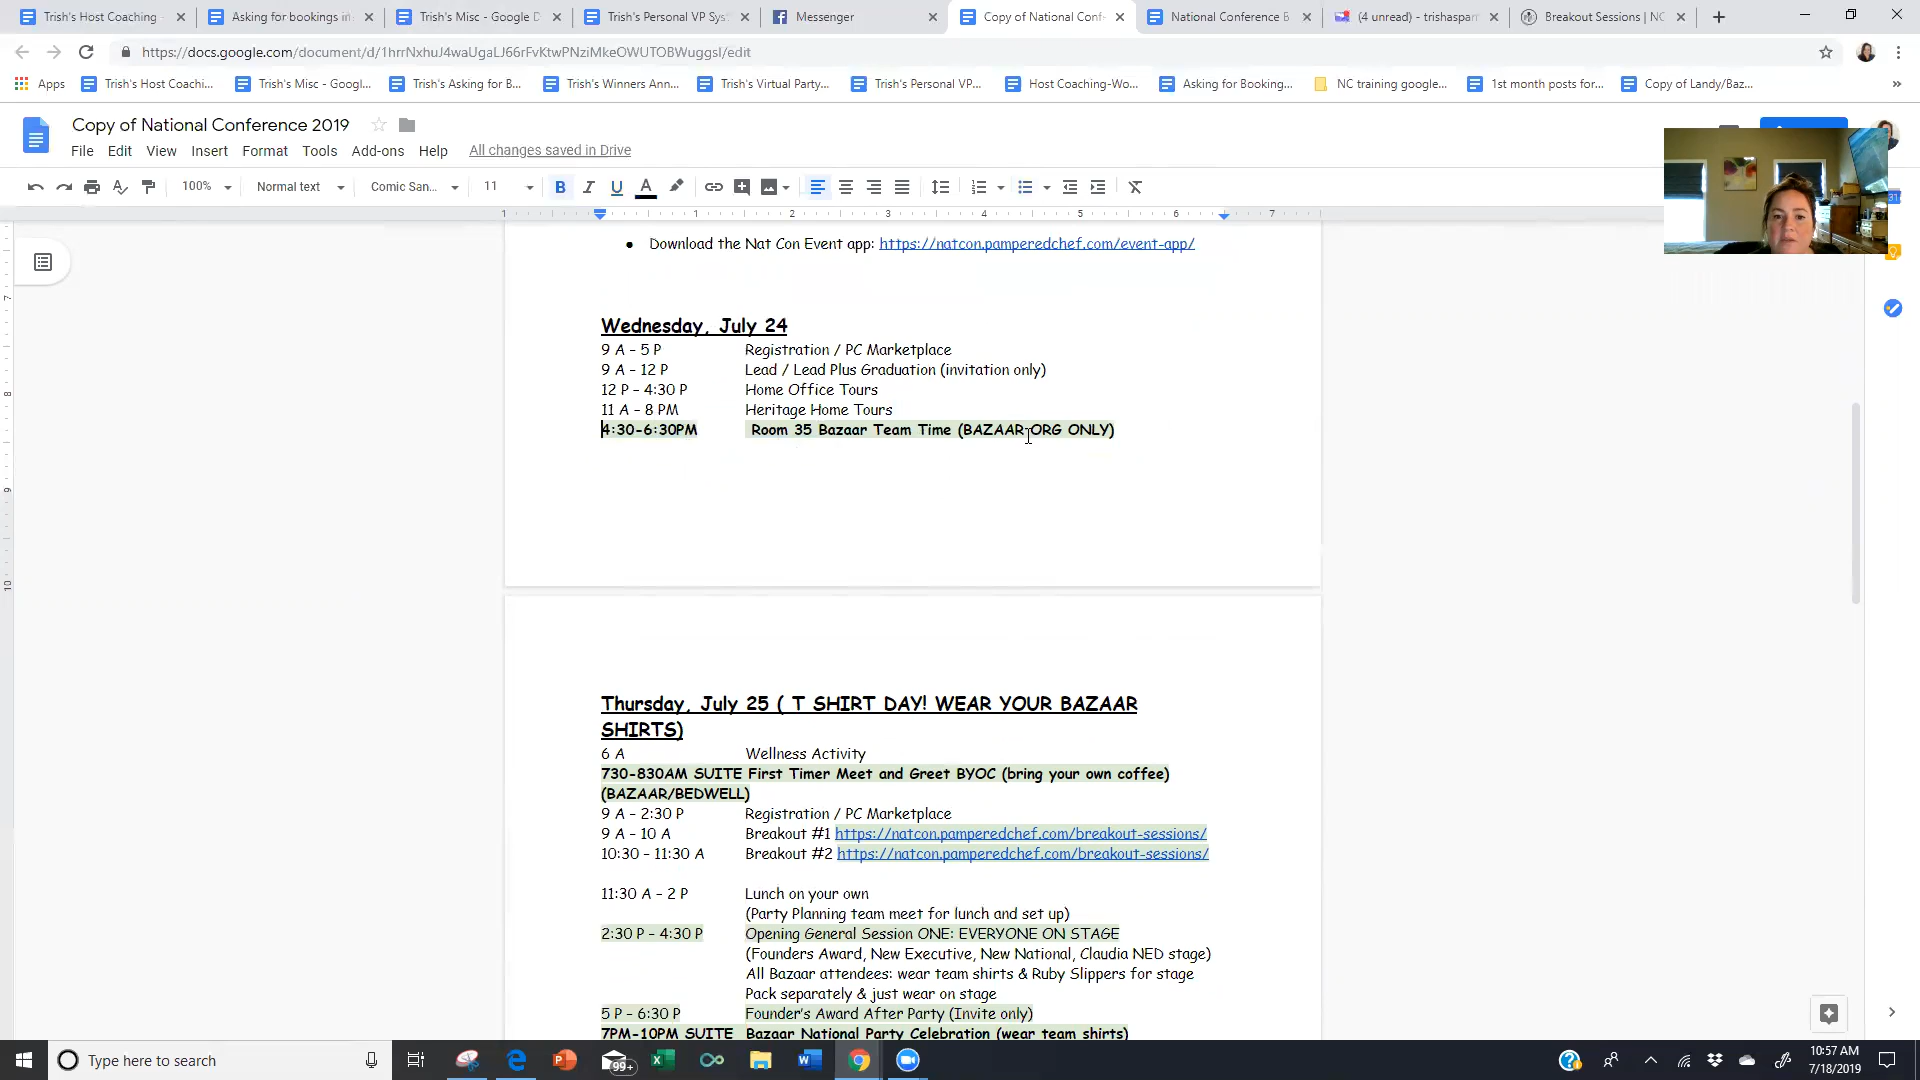 Trish's Host Coaching -
Asking for bookings in
Trish's Misc - Google D
Trish's Personal VP Sys
Messenger
Copy of National Conf
National Conference B
(4 unread) - trishaspam
Breakout Sessions | NC
https://docs.google.com/document/d/1hrrNxhuJ4waUgaLJ66rFvKtwPNziMkeOWUTOBWuggsI/edit
Apps
Trish's Host Coachi...
Trish's Misc - Googl...
Trish's Asking for B...
Trish's Winners Ann...
Trish's Virtual Party...
Trish's Personal VP...
Host Coaching-Wo...
Asking for Booking...
NC training google...
1st month posts for...
Copy of Landy/Baz...
Copy of National Conference 2019
File Edit View Insert Format Tools Add-ons Help All changes saved in Drive
100% Normal text Comic San... 11 B I U A
1 1 2 3 4 5 6 7
● Download the Nat Con Event app: https://natcon.pamperedchef.com/event-app/
Wednesday, July 24
9 A – 5 P Registration / PC Marketplace
9 A – 12 P Lead / Lead Plus Graduation (invitation only)
12 P – 4:30 P Home Office Tours
11 A – 8 PM Heritage Home Tours
4:30-6:30PM Room 35 Bazaar Team Time (BAZAAR ORG ONLY)
7
8
9
10
Thursday, July 25 ( T SHIRT DAY! WEAR YOUR BAZAAR
SHIRTS)
6 A Wellness Activity
730-830AM SUITE First Timer Meet and Greet BYOC (bring your own coffee)
(BAZAAR/BEDWELL)
9 A – 2:30 P Registration / PC Marketplace
9 A – 10 A Breakout #1 https://natcon.pamperedchef.com/breakout-sessions/
10:30 – 11:30 A Breakout #2 https://natcon.pamperedchef.com/breakout-sessions/
11:30 A – 2 P Lunch on your own
(Party Planning team meet for lunch and set up)
2:30 P – 4:30 P Opening General Session ONE: EVERYONE ON STAGE
(Founders Award, New Executive, New National, Claudia NED stage)
All Bazaar attendees: wear team shirts & Ruby Slippers for stage
Pack separately & just wear on stage
5 P – 6:30 P Founder's Award After Party (Invite only)
7PM-10PM SUITE Bazaar National Party Celebration (wear team shirts)
Type here to search
99+
10:57 AM
7/18/2019